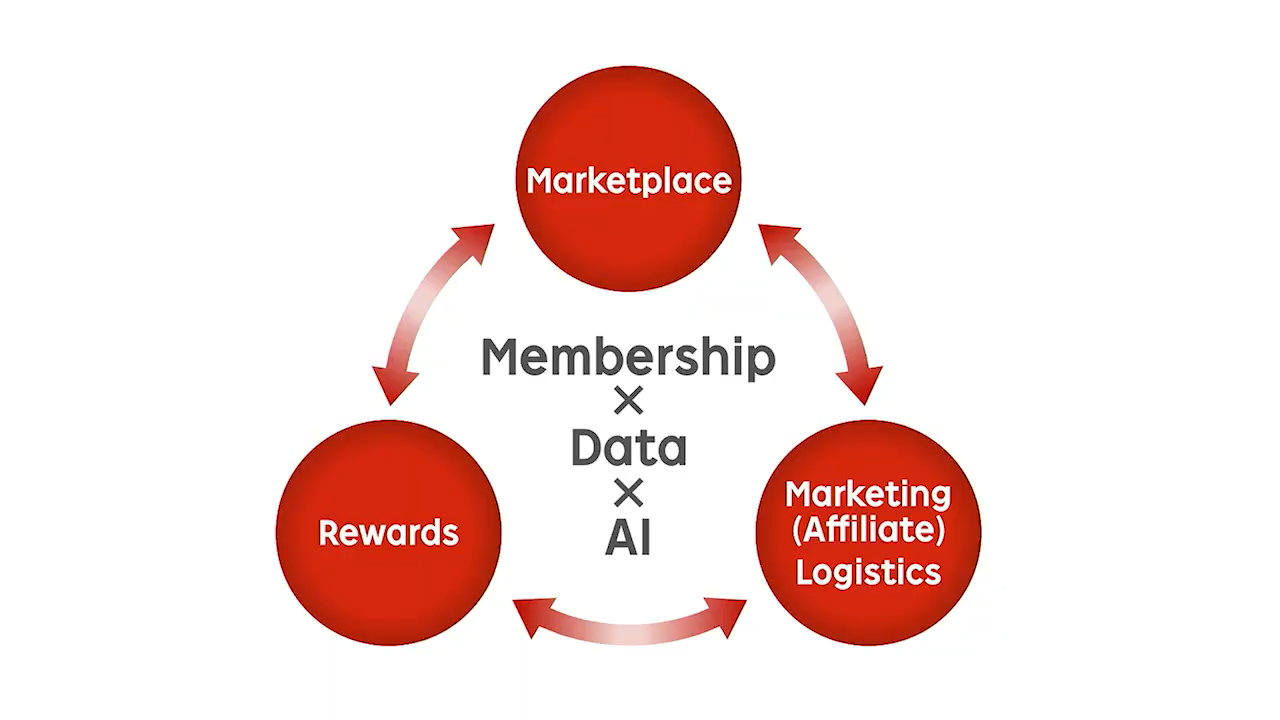 Marketplace
Membership
×
Data
×
AI
Rewards
Marketing
(Affiliate)
Logistics